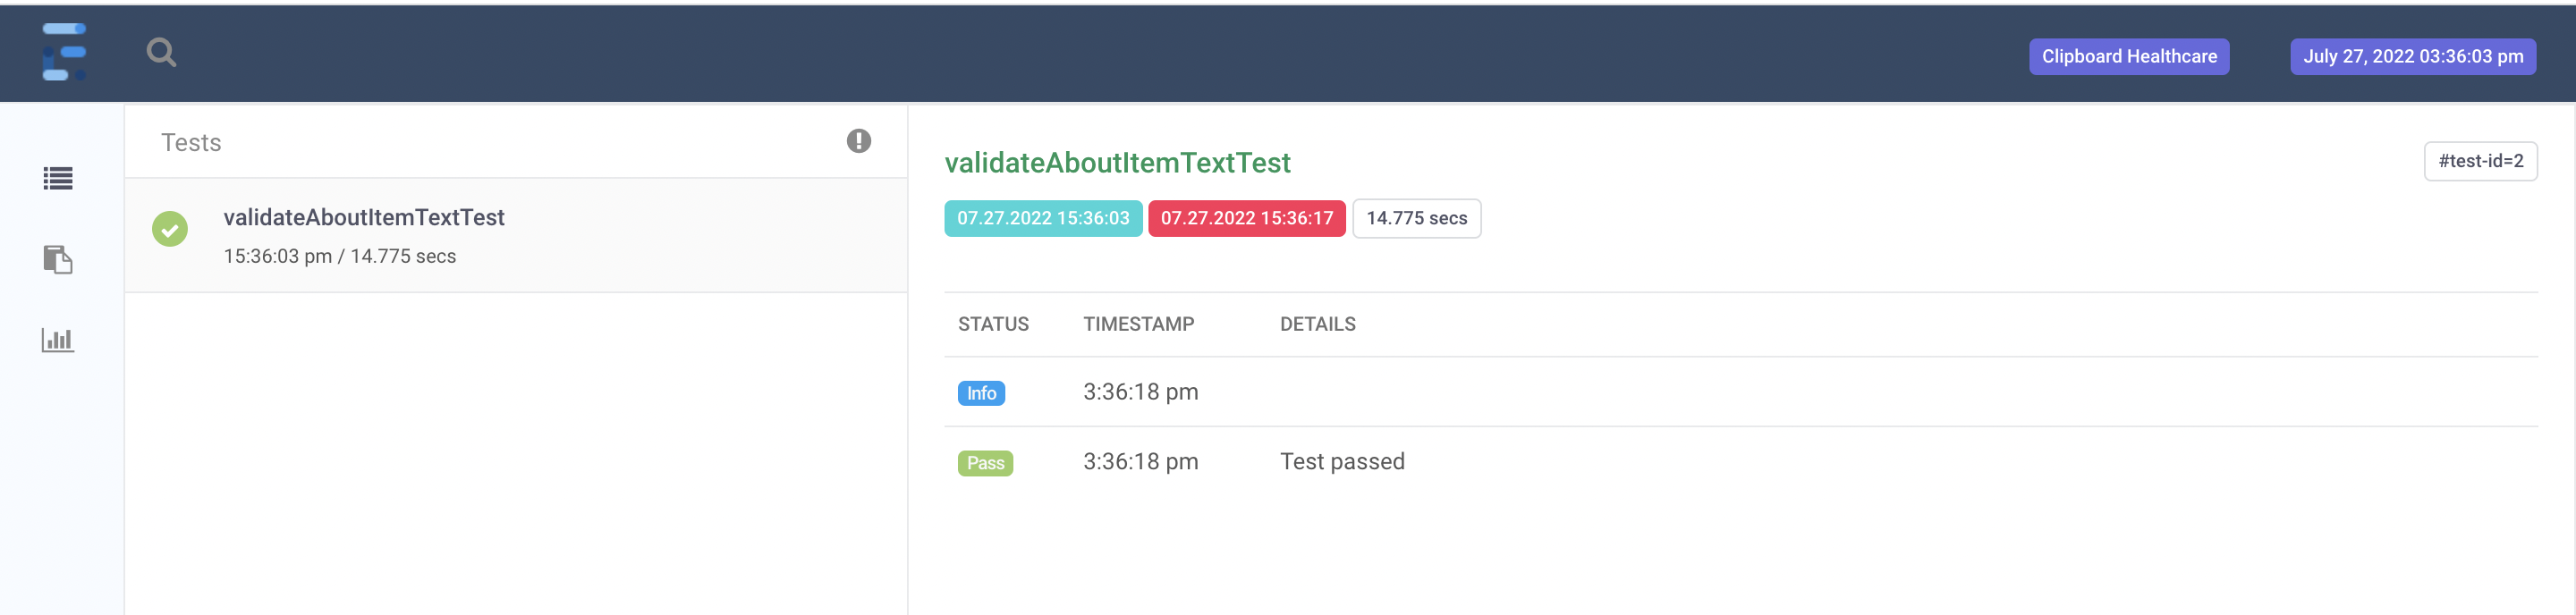 Clipboard Healthcare
July 27, 2022 03:36:03 pm
Tests
validateAboutItemTextTest
15:36:03 pm / 14.775 secs
validateAboutItemTextTest
#test-id=2
07.27.2022 15:36:03 07.27.2022 15:36:17 14.775 secs
STATUS TIMESTAMP DETAILS
Info 3:36:18 pm
Pass 3:36:18 pm Test passed